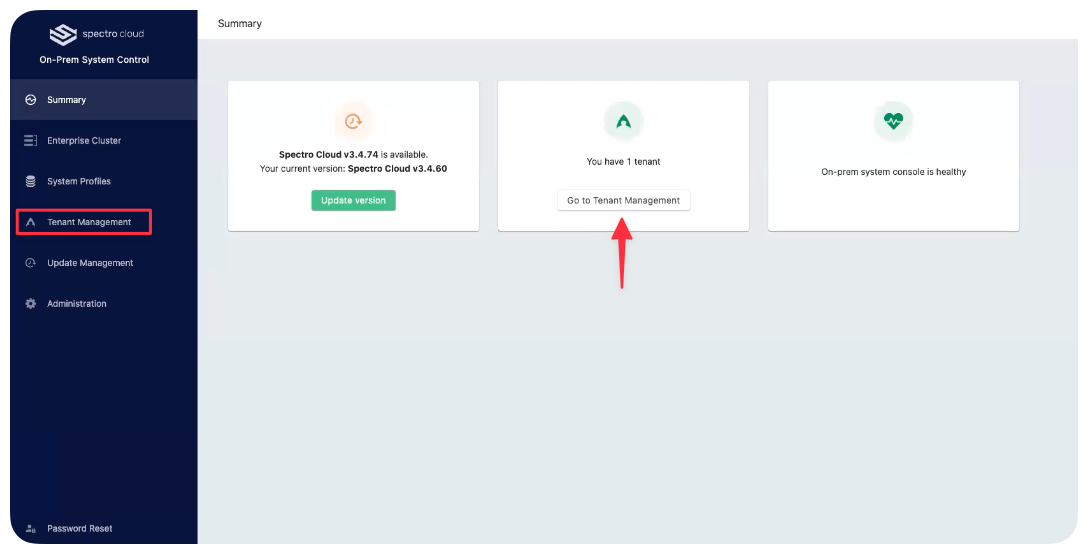 spectro cloud
On-Prem System Control
Summary
Enterprise Cluster
System Profiles
Tenant Management
Update Management
Administration
Password Reset
Summary
Spectro Cloud v3.4.74 is available.
Your current version: Spectro Cloud v3.4.60
Update version
You have 1 tenant
Go to Tenant Management
On-prem system console is healthy